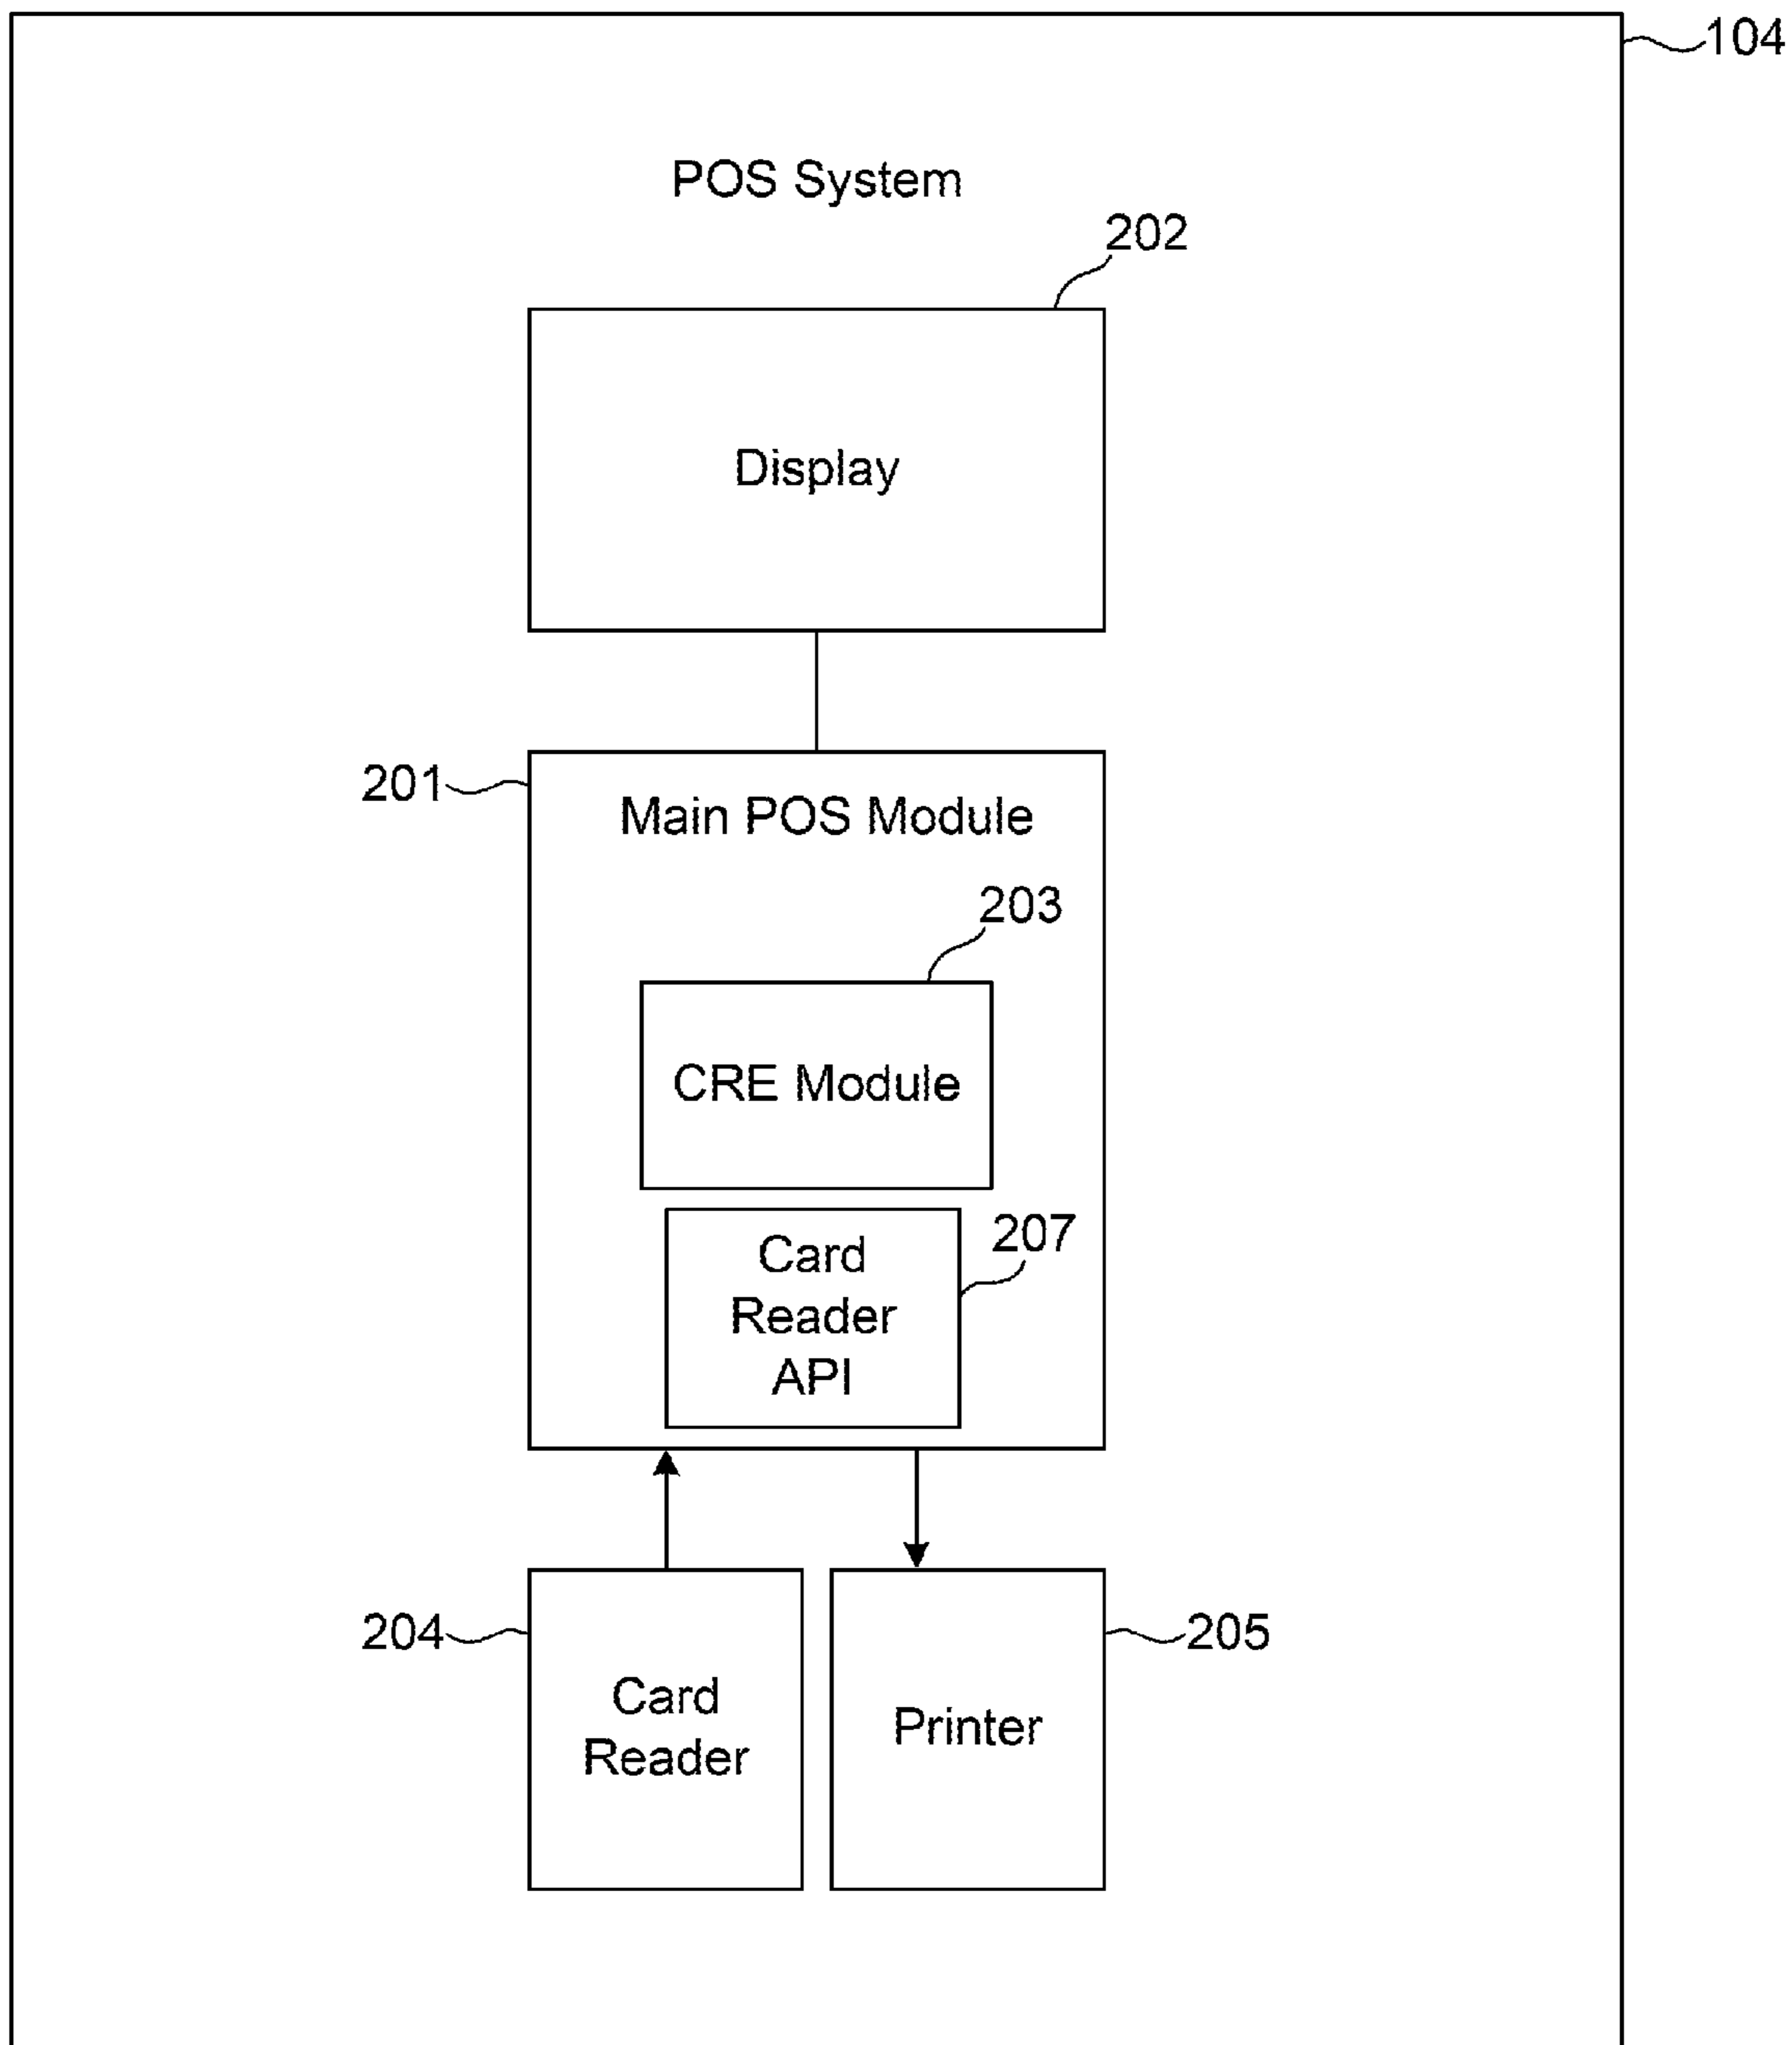 104
POS System
202
Display
201
Main POS Module
203
CRE Module
207
Card
Reader
API
204
Card
Reader
205
Printer